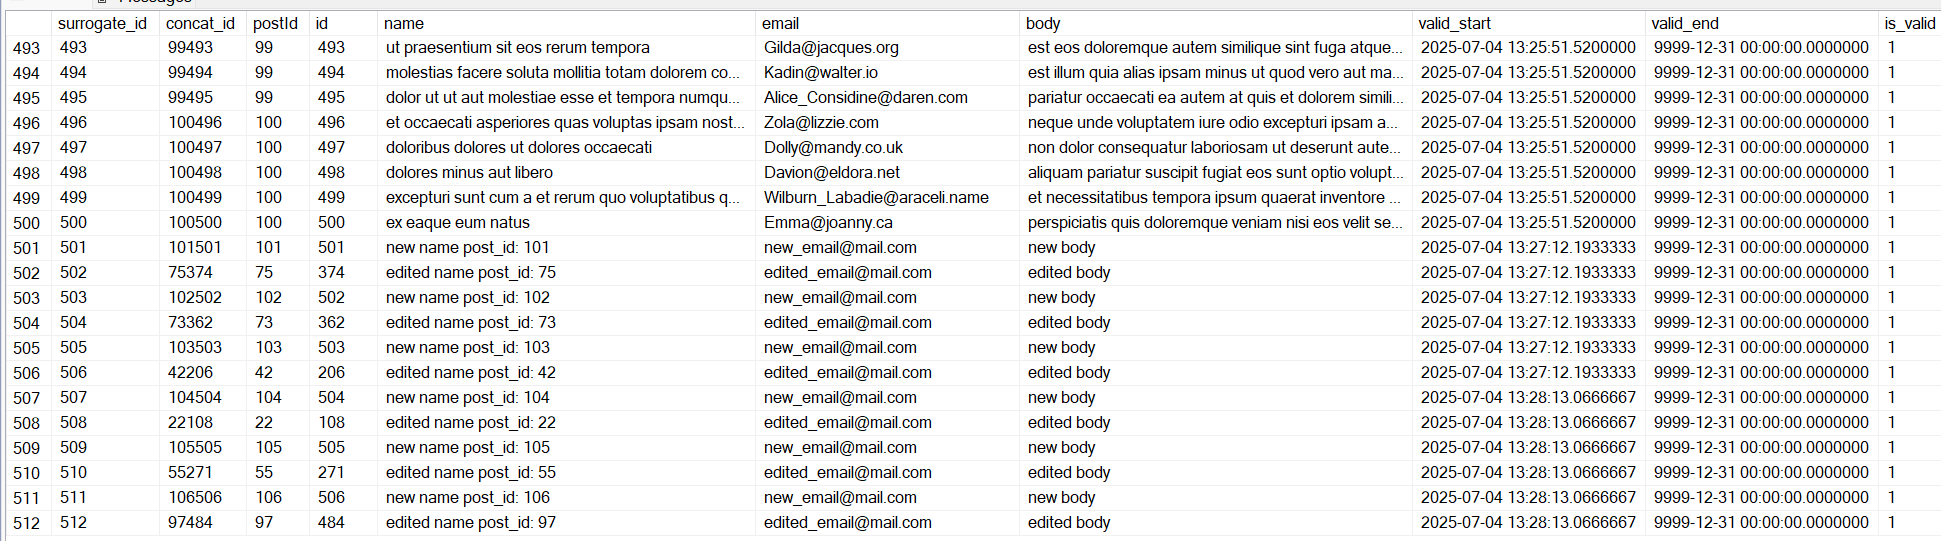 Messages
surrogate_id concat_id postId id name email body valid_start valid_end is_valid
493 493 99493 99 493 ut praesentium sit eos rerum tempora Gilda@jacques.org est eos doloremque autem similique sint fuga atque... 2025-07-04 13:25:51.5200000 9999-12-31 00:00:00.0000000 1
494 494 99494 99 494 molestias facere soluta mollitia totam dolorem co... Kadin@walter.io est illum quia alias ipsam minus ut quod vero aut ma... 2025-07-04 13:25:51.5200000 9999-12-31 00:00:00.0000000 1
495 495 99495 99 495 dolor ut ut aut molestiae esse et tempora numqu... Alice_Considine@daren.com pariatur occaecati ea autem at quis et dolorem simili... 2025-07-04 13:25:51.5200000 9999-12-31 00:00:00.0000000 1
496 496 100496 100 496 et occaecati asperiores quas voluptas ipsam nost... Zola@lizzie.com neque unde voluptatem iure odio excepturi ipsam a... 2025-07-04 13:25:51.5200000 9999-12-31 00:00:00.0000000 1
497 497 100497 100 497 doloribus dolores ut dolores occaecati Dolly@mandy.co.uk non dolor consequatur laboriosam ut deserunt aute... 2025-07-04 13:25:51.5200000 9999-12-31 00:00:00.0000000 1
498 498 100498 100 498 dolores minus aut libero Davion@eldora.net aliquam pariatur suscipit fugiat eos sunt optio volupt... 2025-07-04 13:25:51.5200000 9999-12-31 00:00:00.0000000 1
499 499 100499 100 499 excepturi sunt cum a et rerum quo voluptatibus q... Wilburn_Labadie@araceli.name et necessitatibus tempora ipsum quaerat inventore ... 2025-07-04 13:25:51.5200000 9999-12-31 00:00:00.0000000 1
500 500 100500 100 500 ex eaque eum natus Emma@joanny.ca perspiciatis quis doloremque veniam nisi eos velit se... 2025-07-04 13:25:51.5200000 9999-12-31 00:00:00.0000000 1
501 501 101501 101 501 new name post_id: 101 new_email@mail.com new body 2025-07-04 13:27:12.1933333 9999-12-31 00:00:00.0000000 1
502 502 75374 75 374 edited name post_id: 75 edited_email@mail.com edited body 2025-07-04 13:27:12.1933333 9999-12-31 00:00:00.0000000 1
503 503 102502 102 502 new name post_id: 102 new_email@mail.com new body 2025-07-04 13:27:12.1933333 9999-12-31 00:00:00.0000000 1
504 504 73362 73 362 edited name post_id: 73 edited_email@mail.com edited body 2025-07-04 13:27:12.1933333 9999-12-31 00:00:00.0000000 1
505 505 103503 103 503 new name post_id: 103 new_email@mail.com new body 2025-07-04 13:27:12.1933333 9999-12-31 00:00:00.0000000 1
506 506 42206 42 206 edited name post_id: 42 edited_email@mail.com edited body 2025-07-04 13:27:12.1933333 9999-12-31 00:00:00.0000000 1
507 507 104504 104 504 new name post_id: 104 new_email@mail.com new body 2025-07-04 13:28:13.0666667 9999-12-31 00:00:00.0000000 1
508 508 22108 22 108 edited name post_id: 22 edited_email@mail.com edited body 2025-07-04 13:28:13.0666667 9999-12-31 00:00:00.0000000 1
509 509 105505 105 505 new name post_id: 105 new_email@mail.com new body 2025-07-04 13:28:13.0666667 9999-12-31 00:00:00.0000000 1
510 510 55271 55 271 edited name post_id: 55 edited_email@mail.com edited body 2025-07-04 13:28:13.0666667 9999-12-31 00:00:00.0000000 1
511 511 106506 106 506 new name post_id: 106 new_email@mail.com new body 2025-07-04 13:28:13.0666667 9999-12-31 00:00:00.0000000 1
512 512 97484 97 484 edited name post_id: 97 edited_email@mail.com edited body 2025-07-04 13:28:13.0666667 9999-12-31 00:00:00.0000000 1